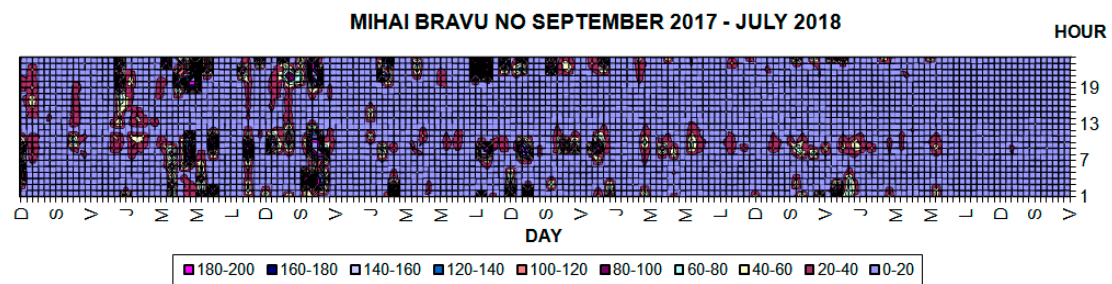 MIHAI BRAVU NO SEPTEMBER 2017 - JULY 2018
HOUR
19
13
7
1
D S V J M M L D S V J M M L D S V J M M L D S V J M M L D S V
DAY
180-200 160-180 140-160 120-140 100-120 80-100 60-80 40-60 20-40 0-20